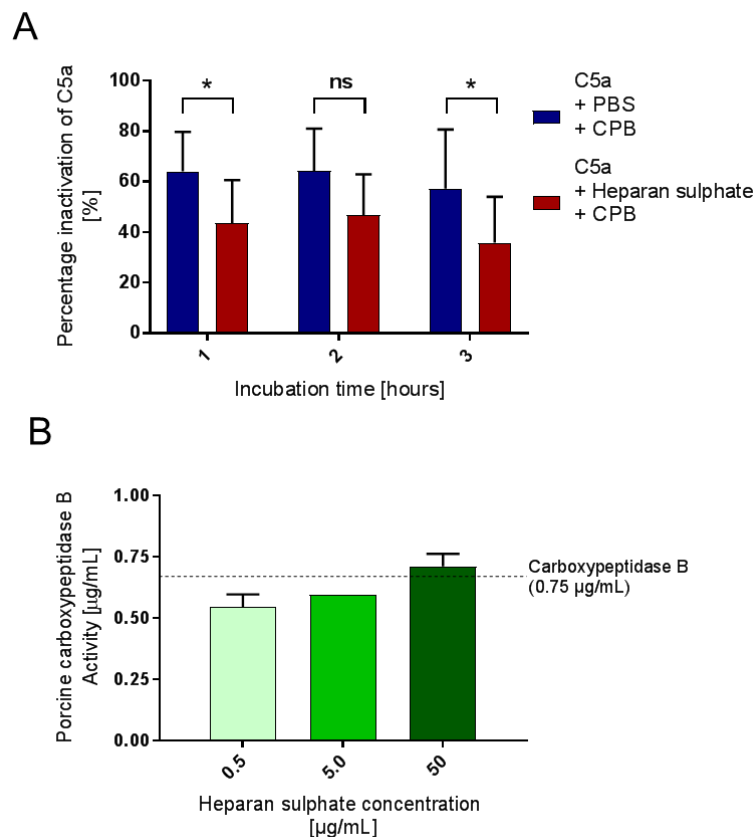 A
Percentage inactivation of C5a
[%]
100
80
60
40
20
0
*
ns
*
1
2
3
Incubation time [hours]
C5a
+ PBS
+ CPB
C5a
+ Heparan sulphate
+ CPB
B
Porcine carboxypeptidase B
Activity [µg/mL]
1.00
0.75
0.50
0.25
0.00
Carboxypeptidase B
(0.75 µg/mL)
0.5
5.0
50
Heparan sulphate concentration
[µg/mL]